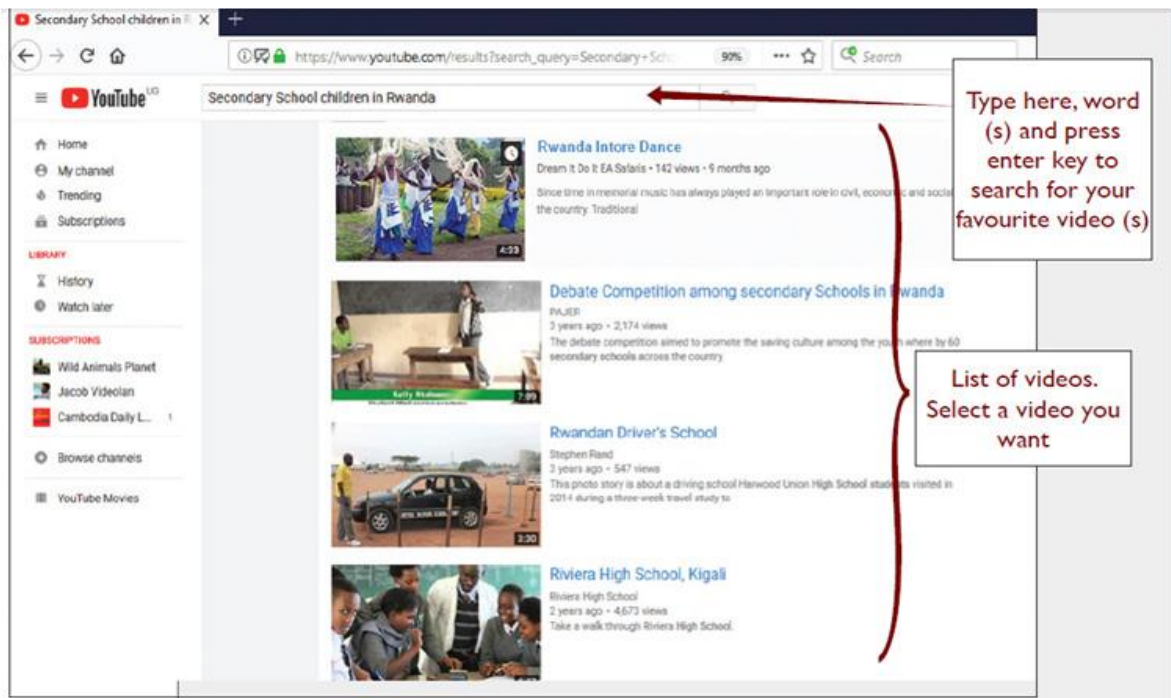 Secondary School children in R
https://www.youtube.com/results?search_query=Secondary+Scho
90%
Search
YouTube UG
Secondary School children in Rwanda
Home
My channel
Trending
Subscriptions
LIBRARY
History
Watch later
SUBSCRIPTIONS
Wild Animals Planet
Jacob Videolan
Cambodia Daily L... 1
Browse channels
YouTube Movies
Rwanda Intore Dance
Dream It Do It EA Safaris • 142 views • 9 months ago
Since time in memorial music has always played an important role in civil, economic and social
the country. Traditional
4:59
Debate Competition among secondary Schools in Rwanda
PAJER
3 years ago • 2,174 views
The debate competition aimed to promote the saving culture among the youth where by 60
secondary schools across the country
7:09
Rwandan Driver's School
Stephen Rand
3 years ago • 547 views
This photo story is about a driving school Harwood Union High School students visited in
2014 during a three-week travel study to
3:30
Riviera High School, Kigali
Riviera High School
2 years ago • 4,673 views
Take a walk through Riviera High School.
Type here, word
(s) and press
enter key to
search for your
favourite video (s)
List of videos.
Select a video you
want